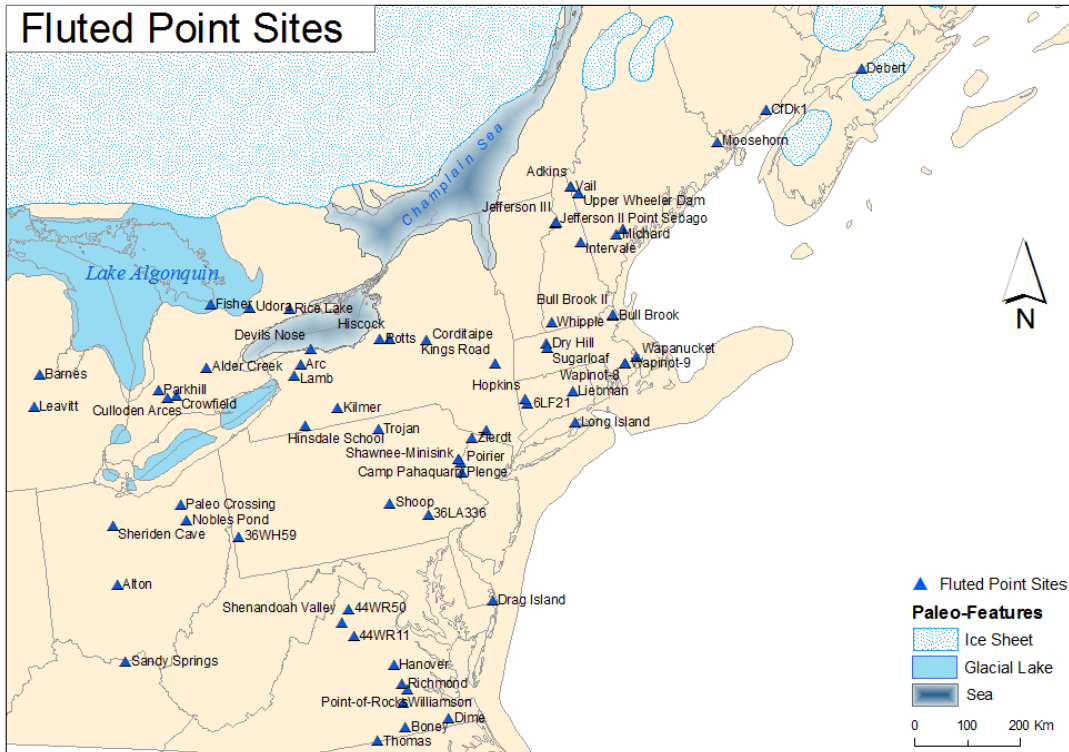 Fluted Point Sites
Debert
CfDk1
Moosehorn
Champlain Sea
Adkins
Vail
Upper Wheeler Dam
Jefferson III
Jefferson II Point Sebago
Michard
Intervale
Lake Algonquin
Fisher
Udora
Rice Lake
Bull Brook II
Bull Brook
Hiscock
Potts
Corditaipe
Whipple
Devils Nose
Kings Road
Dry Hill
Sugarloaf
Wapanucket
Wapinot-9
Barnes
Alder Creek
Arc
Lamb
Hopkins
Wapinot-8
Parkhill
Crowfield
Liebman
Leavitt
Culloden Arces
Kilmer
6LF21
Hinsdale School
Trojan
Zierdt
Long Island
Shawnee-Minisink
Poirier
Camp Pahaquarra
Plenge
Paleo Crossing
Shoop
Nobles Pond
36LA336
Sheriden Cave
36WH59
N
Afton
Drag Island
Shenandoah Valley
44WR50
44WR11
Sandy Springs
Hanover
Richmond
Point-of-Rocks
Williamson
Dime
Boney
Thomas
Fluted Point Sites
Paleo-Features
Ice Sheet
Glacial Lake
Sea
0 100 200 Km